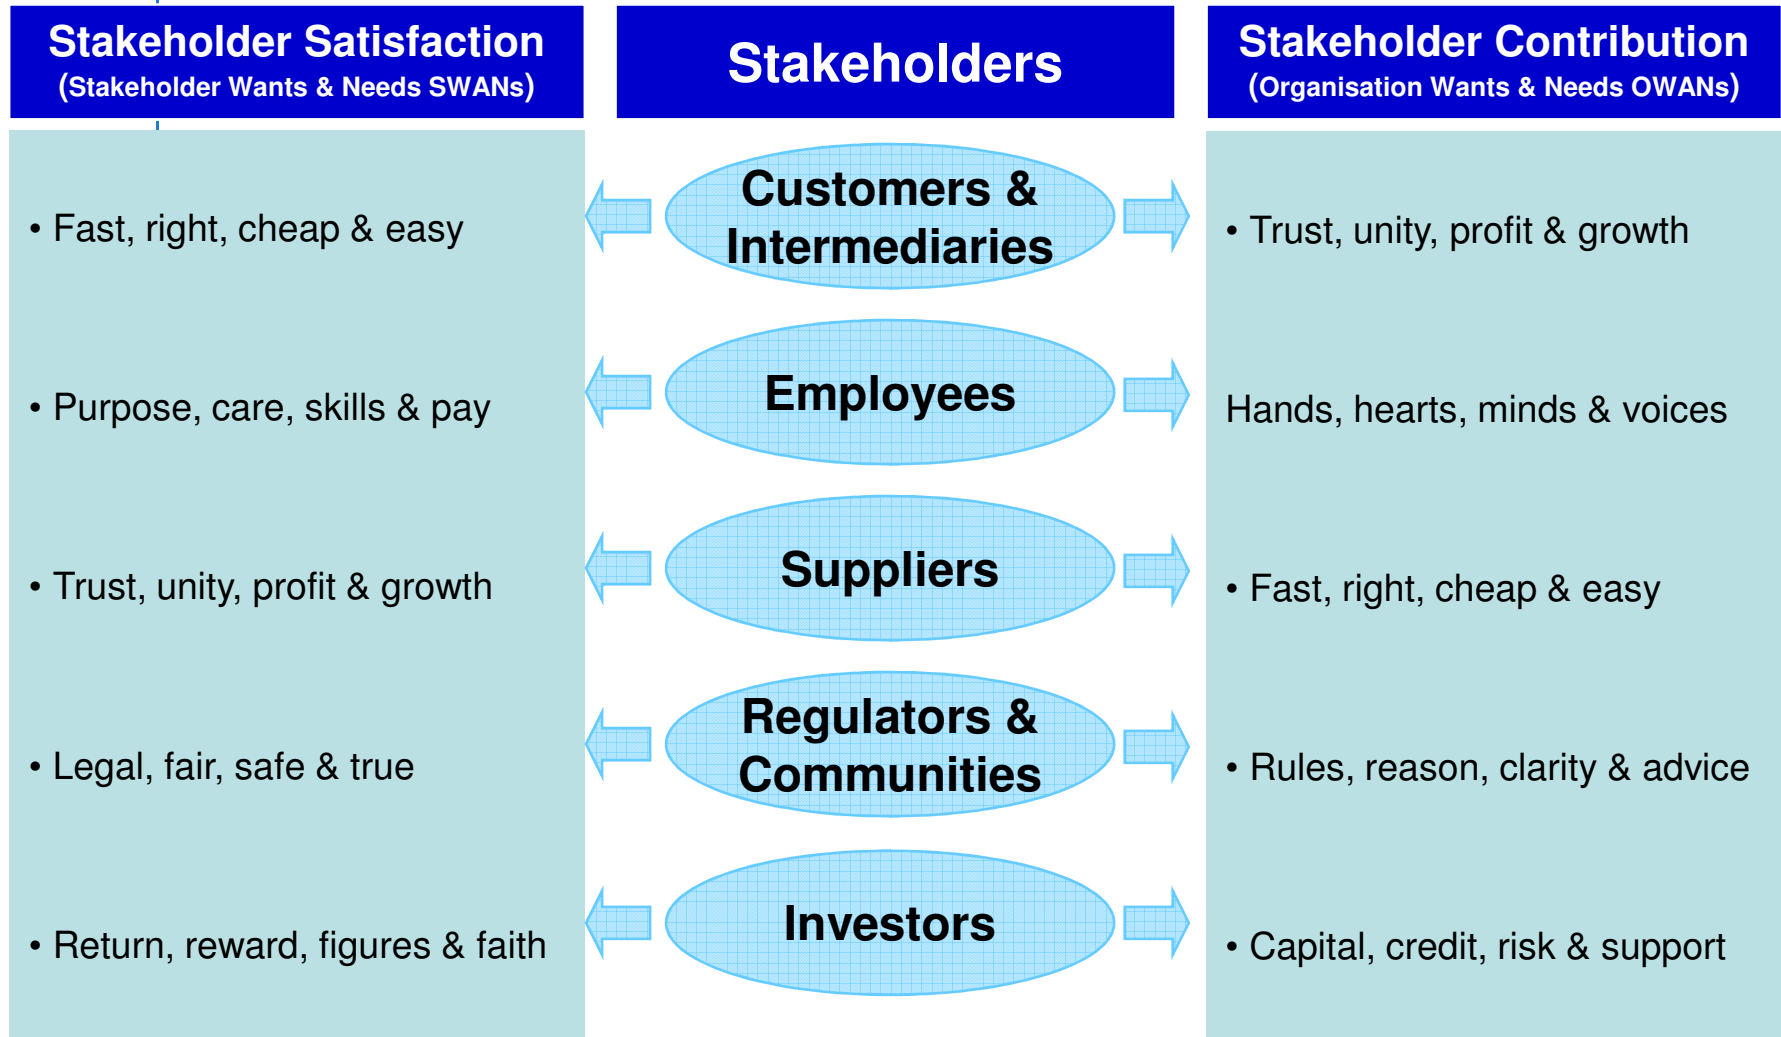 Stakeholder Satisfaction
(Stakeholder Wants & Needs SWANs)
Stakeholders
Stakeholder Contribution
(Organisation Wants & Needs OWANs)
• Fast, right, cheap & easy
Customers &
Intermediaries
• Trust, unity, profit & growth
• Purpose, care, skills & pay
Employees
Hands, hearts, minds & voices
• Trust, unity, profit & growth
Suppliers
• Fast, right, cheap & easy
• Legal, fair, safe & true
Regulators &
Communities
• Rules, reason, clarity & advice
• Return, reward, figures & faith
Investors
• Capital, credit, risk & support